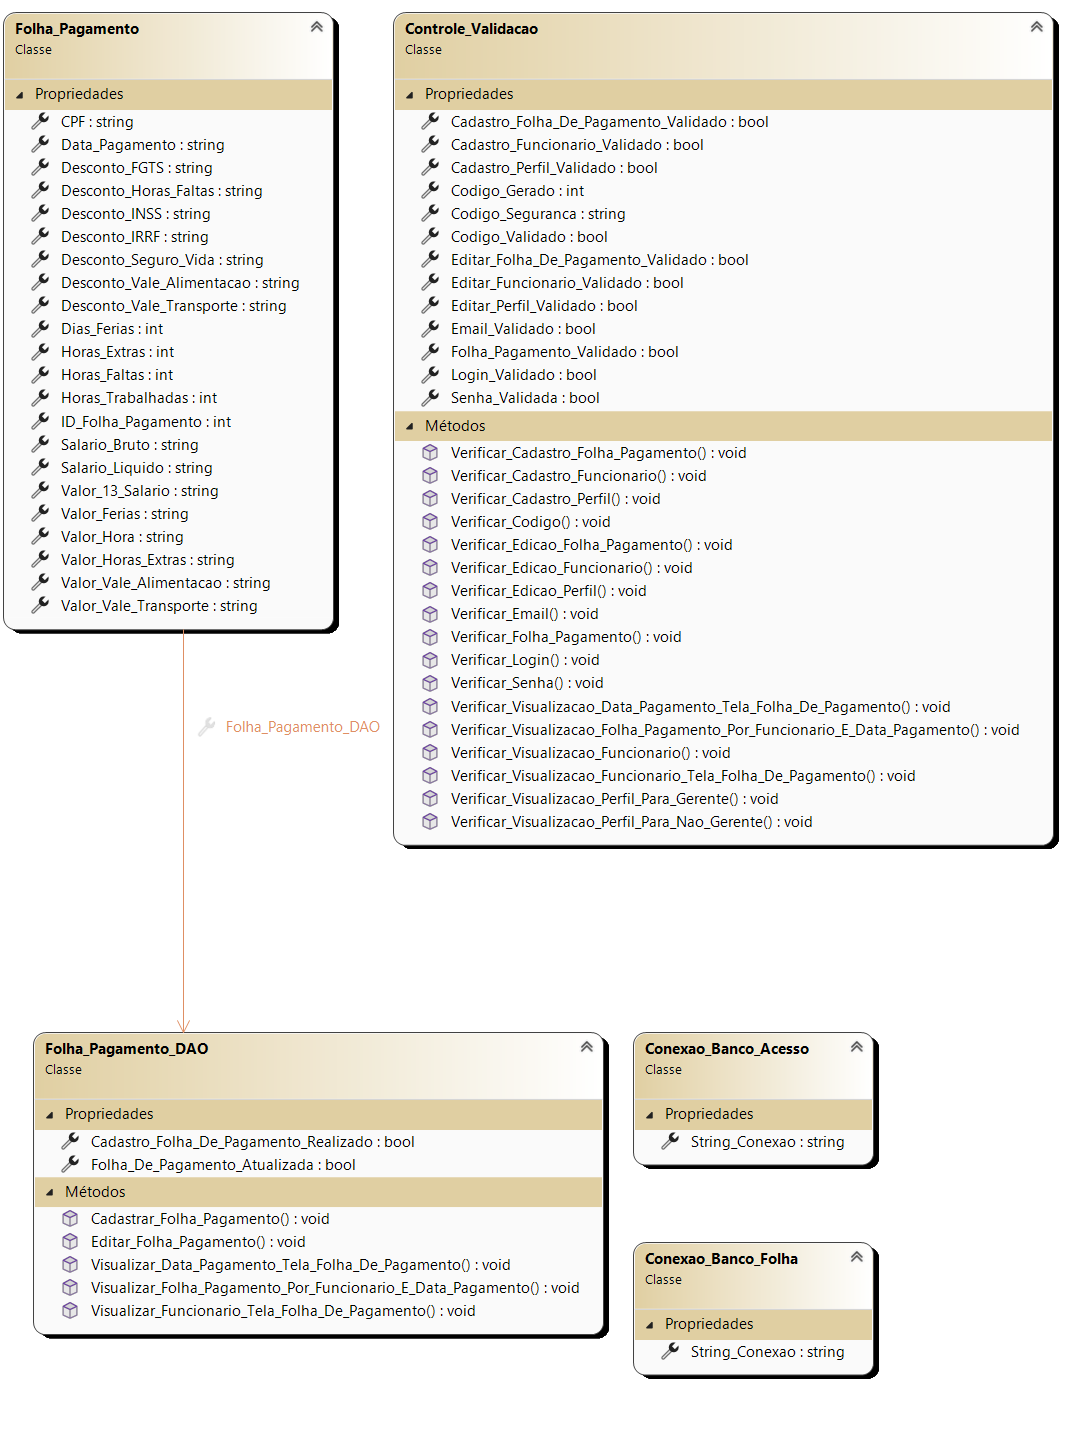 Folha_Pagamento
Classe
Propriedades
CPF : string
Data_Pagamento : string
Desconto_FGTS : string
Desconto_Horas_Faltas : string
Desconto_INSS : string
Desconto_IRRF : string
Desconto_Seguro_Vida : string
Desconto_Vale_Alimentacao : string
Desconto_Vale_Transporte : string
Dias_Ferias : int
Horas_Extras : int
Horas_Faltas : int
Horas_Trabalhadas : int
ID_Folha_Pagamento : int
Salario_Bruto : string
Salario_Liquido : string
Valor_13_Salario : string
Valor_Ferias : string
Valor_Hora : string
Valor_Horas_Extras : string
Valor_Vale_Alimentacao : string
Valor_Vale_Transporte : string
Controle_Validacao
Classe
Propriedades
Cadastro_Folha_De_Pagamento_Validado : bool
Cadastro_Funcionario_Validado : bool
Cadastro_Perfil_Validado : bool
Codigo_Gerado : int
Codigo_Seguranca : string
Codigo_Validado : bool
Editar_Folha_De_Pagamento_Validado : bool
Editar_Funcionario_Validado : bool
Editar_Perfil_Validado : bool
Email_Validado : bool
Folha_Pagamento_Validado : bool
Login_Validado : bool
Senha_Validada : bool
Métodos
Verificar_Cadastro_Folha_Pagamento() : void
Verificar_Cadastro_Funcionario() : void
Verificar_Cadastro_Perfil() : void
Verificar_Codigo() : void
Verificar_Edicao_Folha_Pagamento() : void
Verificar_Edicao_Funcionario() : void
Verificar_Edicao_Perfil() : void
Verificar_Email() : void
Verificar_Folha_Pagamento() : void
Verificar_Login() : void
Verificar_Senha() : void
Verificar_Visualizacao_Data_Pagamento_Tela_Folha_De_Pagamento() : void
Verificar_Visualizacao_Folha_Pagamento_Por_Funcionario_E_Data_Pagamento() : void
Verificar_Visualizacao_Funcionario() : void
Verificar_Visualizacao_Funcionario_Tela_Folha_De_Pagamento() : void
Verificar_Visualizacao_Perfil_Para_Gerente() : void
Verificar_Visualizacao_Perfil_Para_Nao_Gerente() : void
Folha_Pagamento_DAO
Folha_Pagamento_DAO
Classe
Propriedades
Cadastro_Folha_De_Pagamento_Realizado : bool
Folha_De_Pagamento_Atualizada : bool
Métodos
Cadastrar_Folha_Pagamento() : void
Editar_Folha_Pagamento() : void
Visualizar_Data_Pagamento_Tela_Folha_De_Pagamento() : void
Visualizar_Folha_Pagamento_Por_Funcionario_E_Data_Pagamento() : void
Visualizar_Funcionario_Tela_Folha_De_Pagamento() : void
Conexao_Banco_Acesso
Classe
Propriedades
String_Conexao : string
Conexao_Banco_Folha
Classe
Propriedades
String_Conexao : string